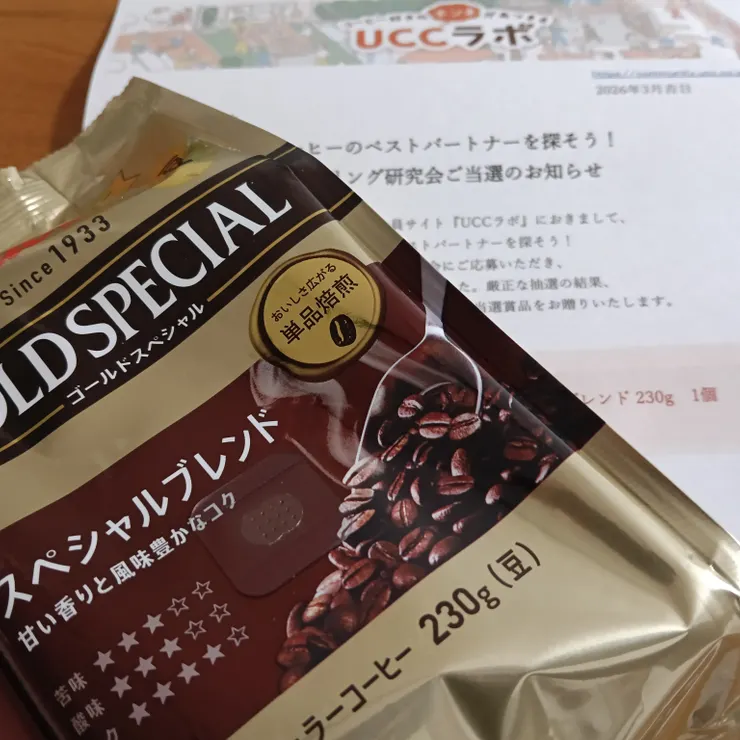 UCCラボ
2026年3月吉日
ヒーのベストパートナーを探そう！
リング研究会ご当選のお知らせ
員サイト『UCCラボ』におきまして、
ストパートナーを探そう！
会にご応募いただき、
た。厳正な抽選の結果、
当選賞品をお贈りいたします。
ブレンド 230g 1個
Since 1933
OLD SPECIAL
ゴールドスペシャル
おいしさ広がる
単品焙煎
スペシャルブレンド
甘い香りと風味豊かなコク
苦味 ★★★☆☆
酸味 ★★★☆☆
ク ★★★★☆
ラーコーヒー 230g（豆）